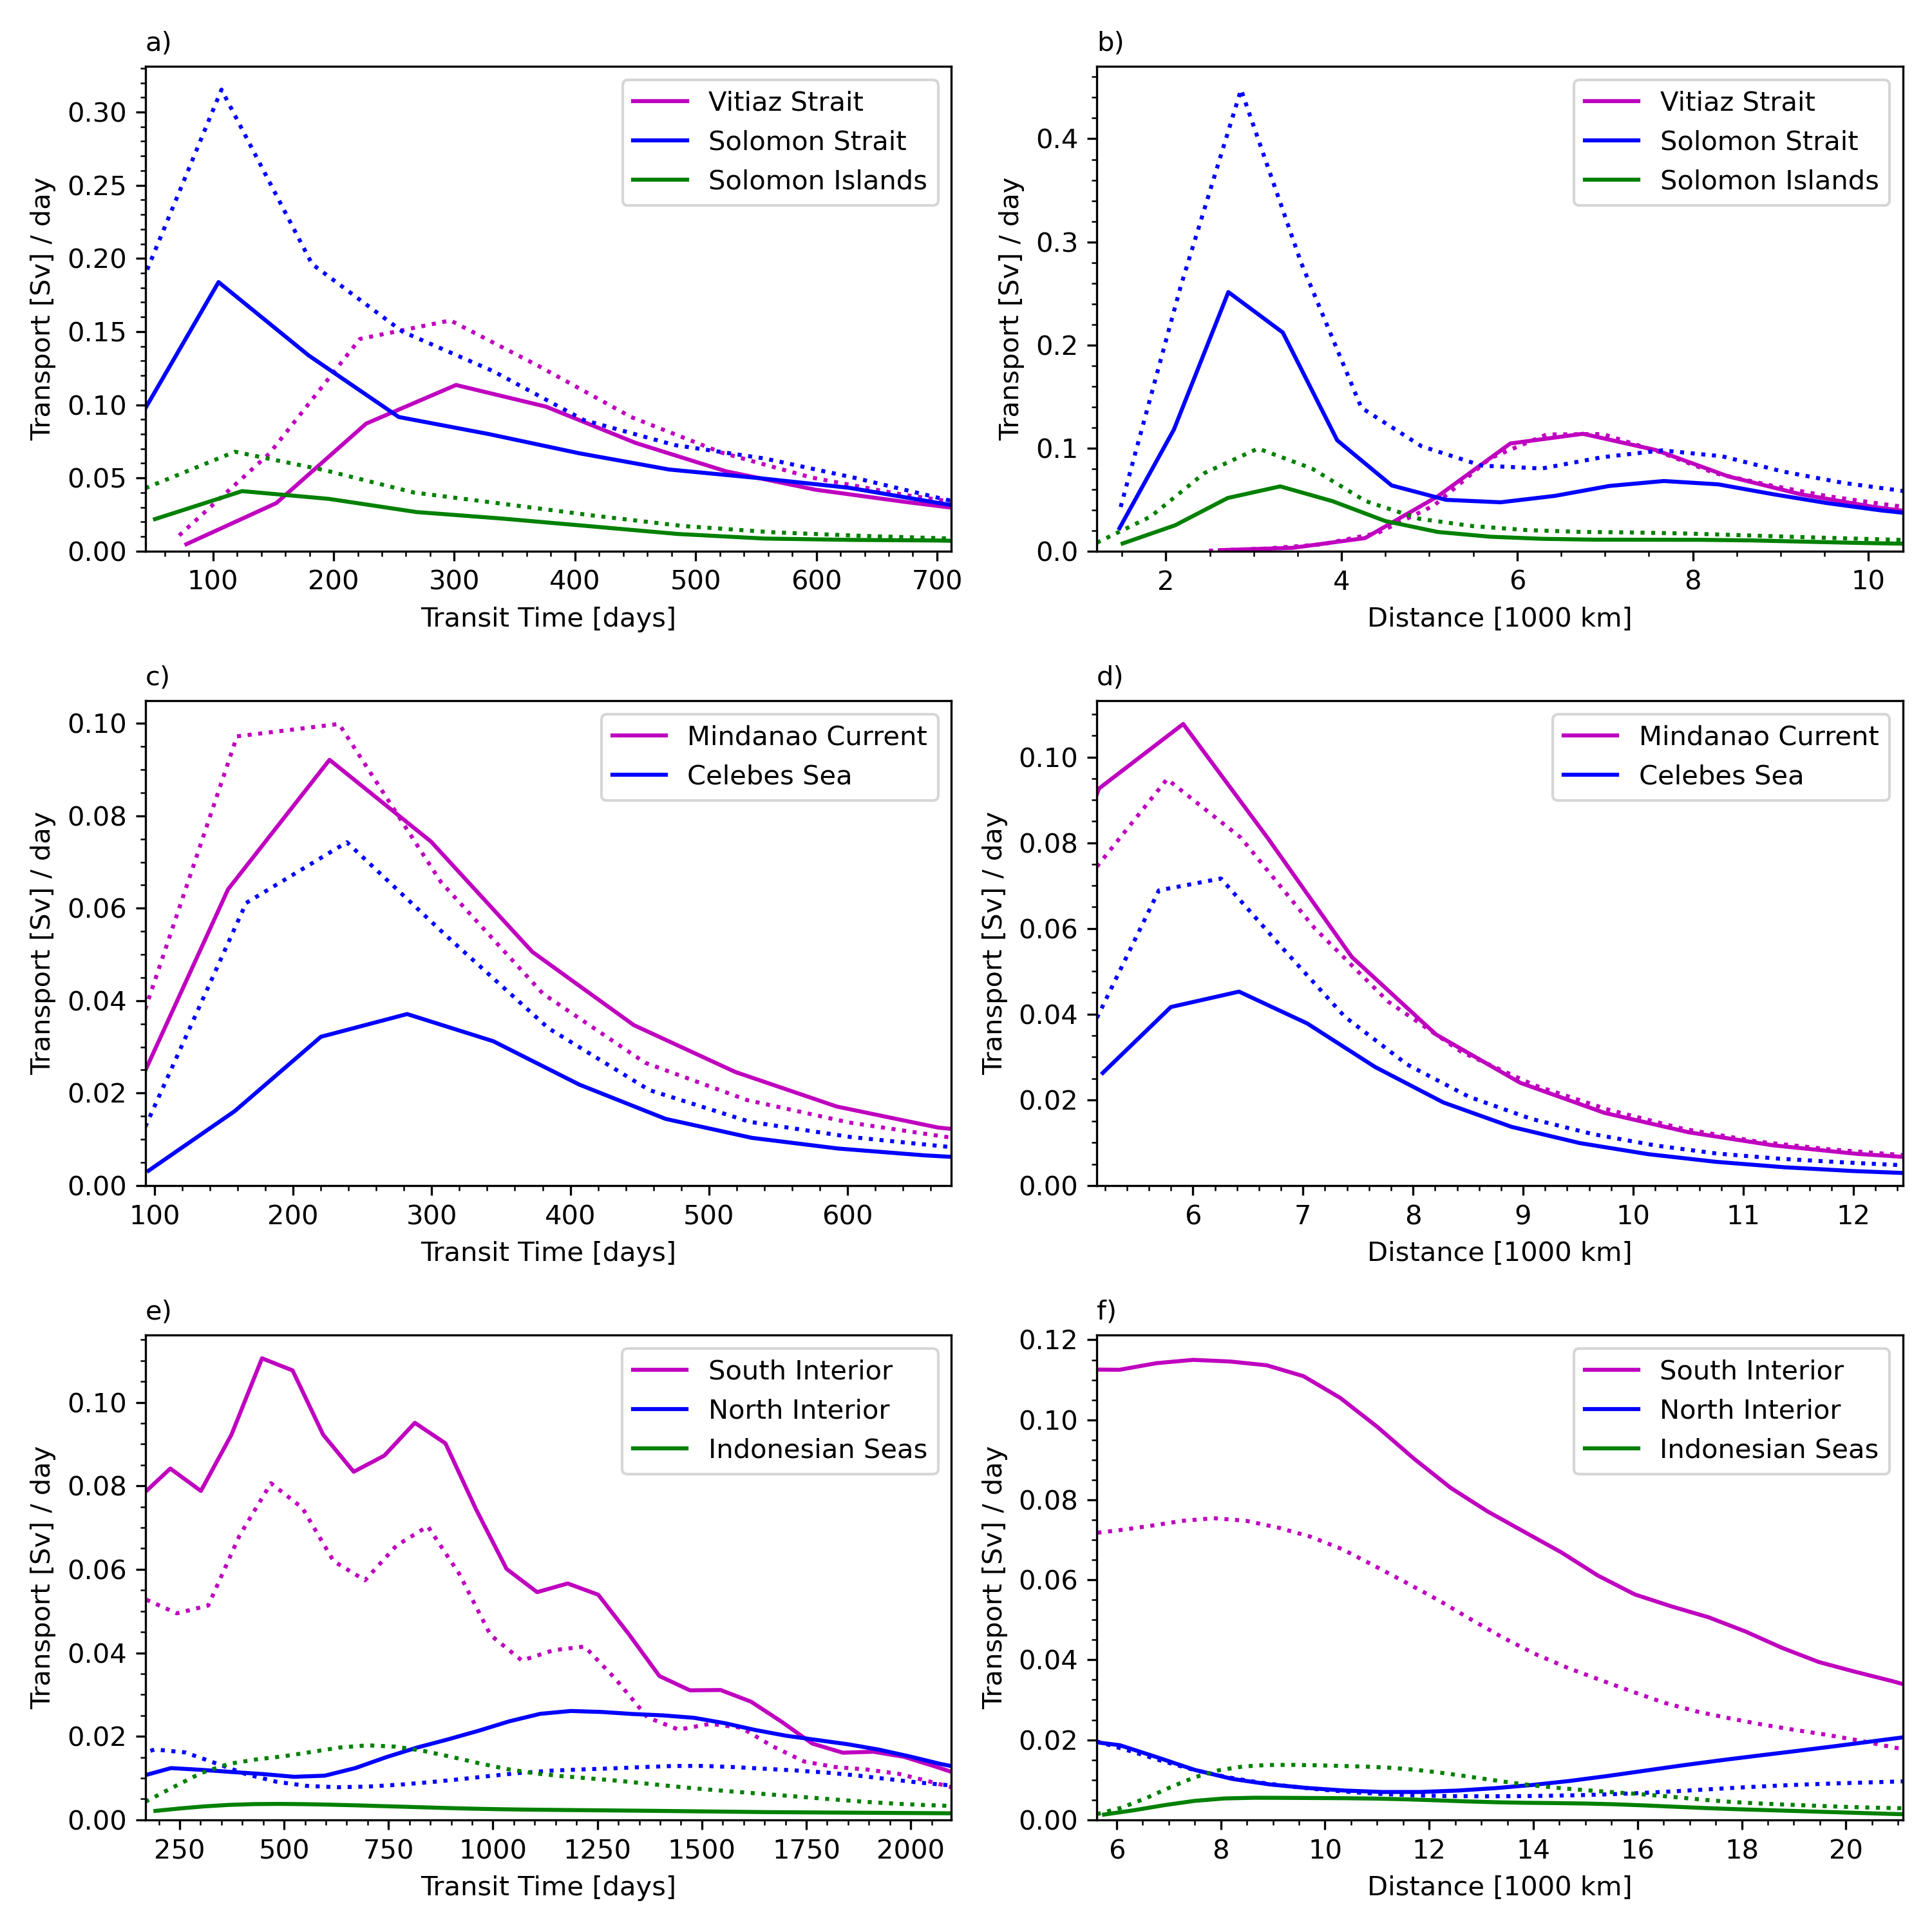 a)
Transport [Sv] / day
0.30
0.25
0.20
0.15
0.10
0.05
0.00
Vitiaz Strait
Solomon Strait
Solomon Islands
100 200 300 400 500 600 700
Transit Time [days]
b)
Transport [Sv] / day
0.4
0.3
0.2
0.1
0.0
Vitiaz Strait
Solomon Strait
Solomon Islands
2 4 6 8 10
Distance [1000 km]
c)
Transport [Sv] / day
0.10
0.08
0.06
0.04
0.02
0.00
Mindanao Current
Celebes Sea
100 200 300 400 500 600
Transit Time [days]
d)
Transport [Sv] / day
0.10
0.08
0.06
0.04
0.02
0.00
Mindanao Current
Celebes Sea
6 7 8 9 10 11 12
Distance [1000 km]
e)
Transport [Sv] / day
0.10
0.08
0.06
0.04
0.02
0.00
South Interior
North Interior
Indonesian Seas
250 500 750 1000 1250 1500 1750 2000
Transit Time [days]
f)
Transport [Sv] / day
0.12
0.10
0.08
0.06
0.04
0.02
0.00
South Interior
North Interior
Indonesian Seas
6 8 10 12 14 16 18 20
Distance [1000 km]